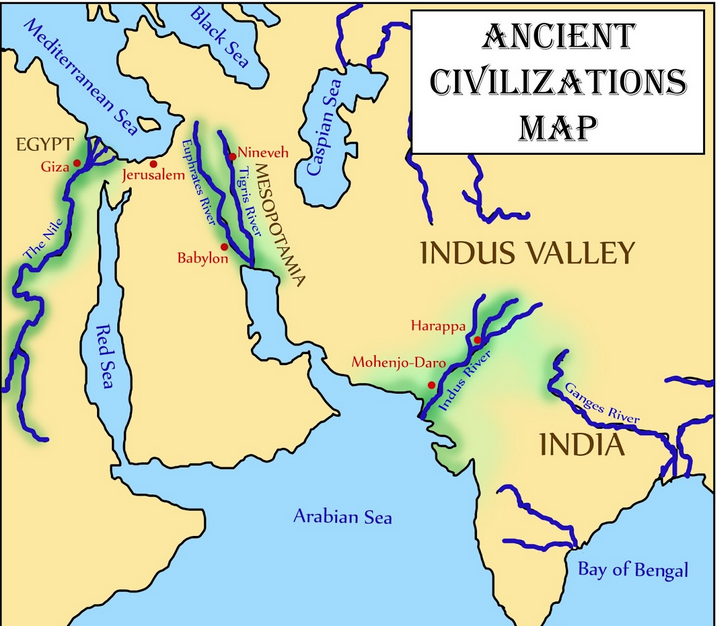 ANCIENT
CIVILIZATIONS
MAP
Black Sea
Mediterranean Sea
Caspian Sea
EGYPT
Giza
Jerusalem
Nineveh
Euphrates River
Tigris River
MESOPOTAMIA
The Nile
Babylon
INDUS VALLEY
Red Sea
Harappa
Mohenjo-Daro
Indus River
Ganges River
INDIA
Arabian Sea
Bay of Bengal